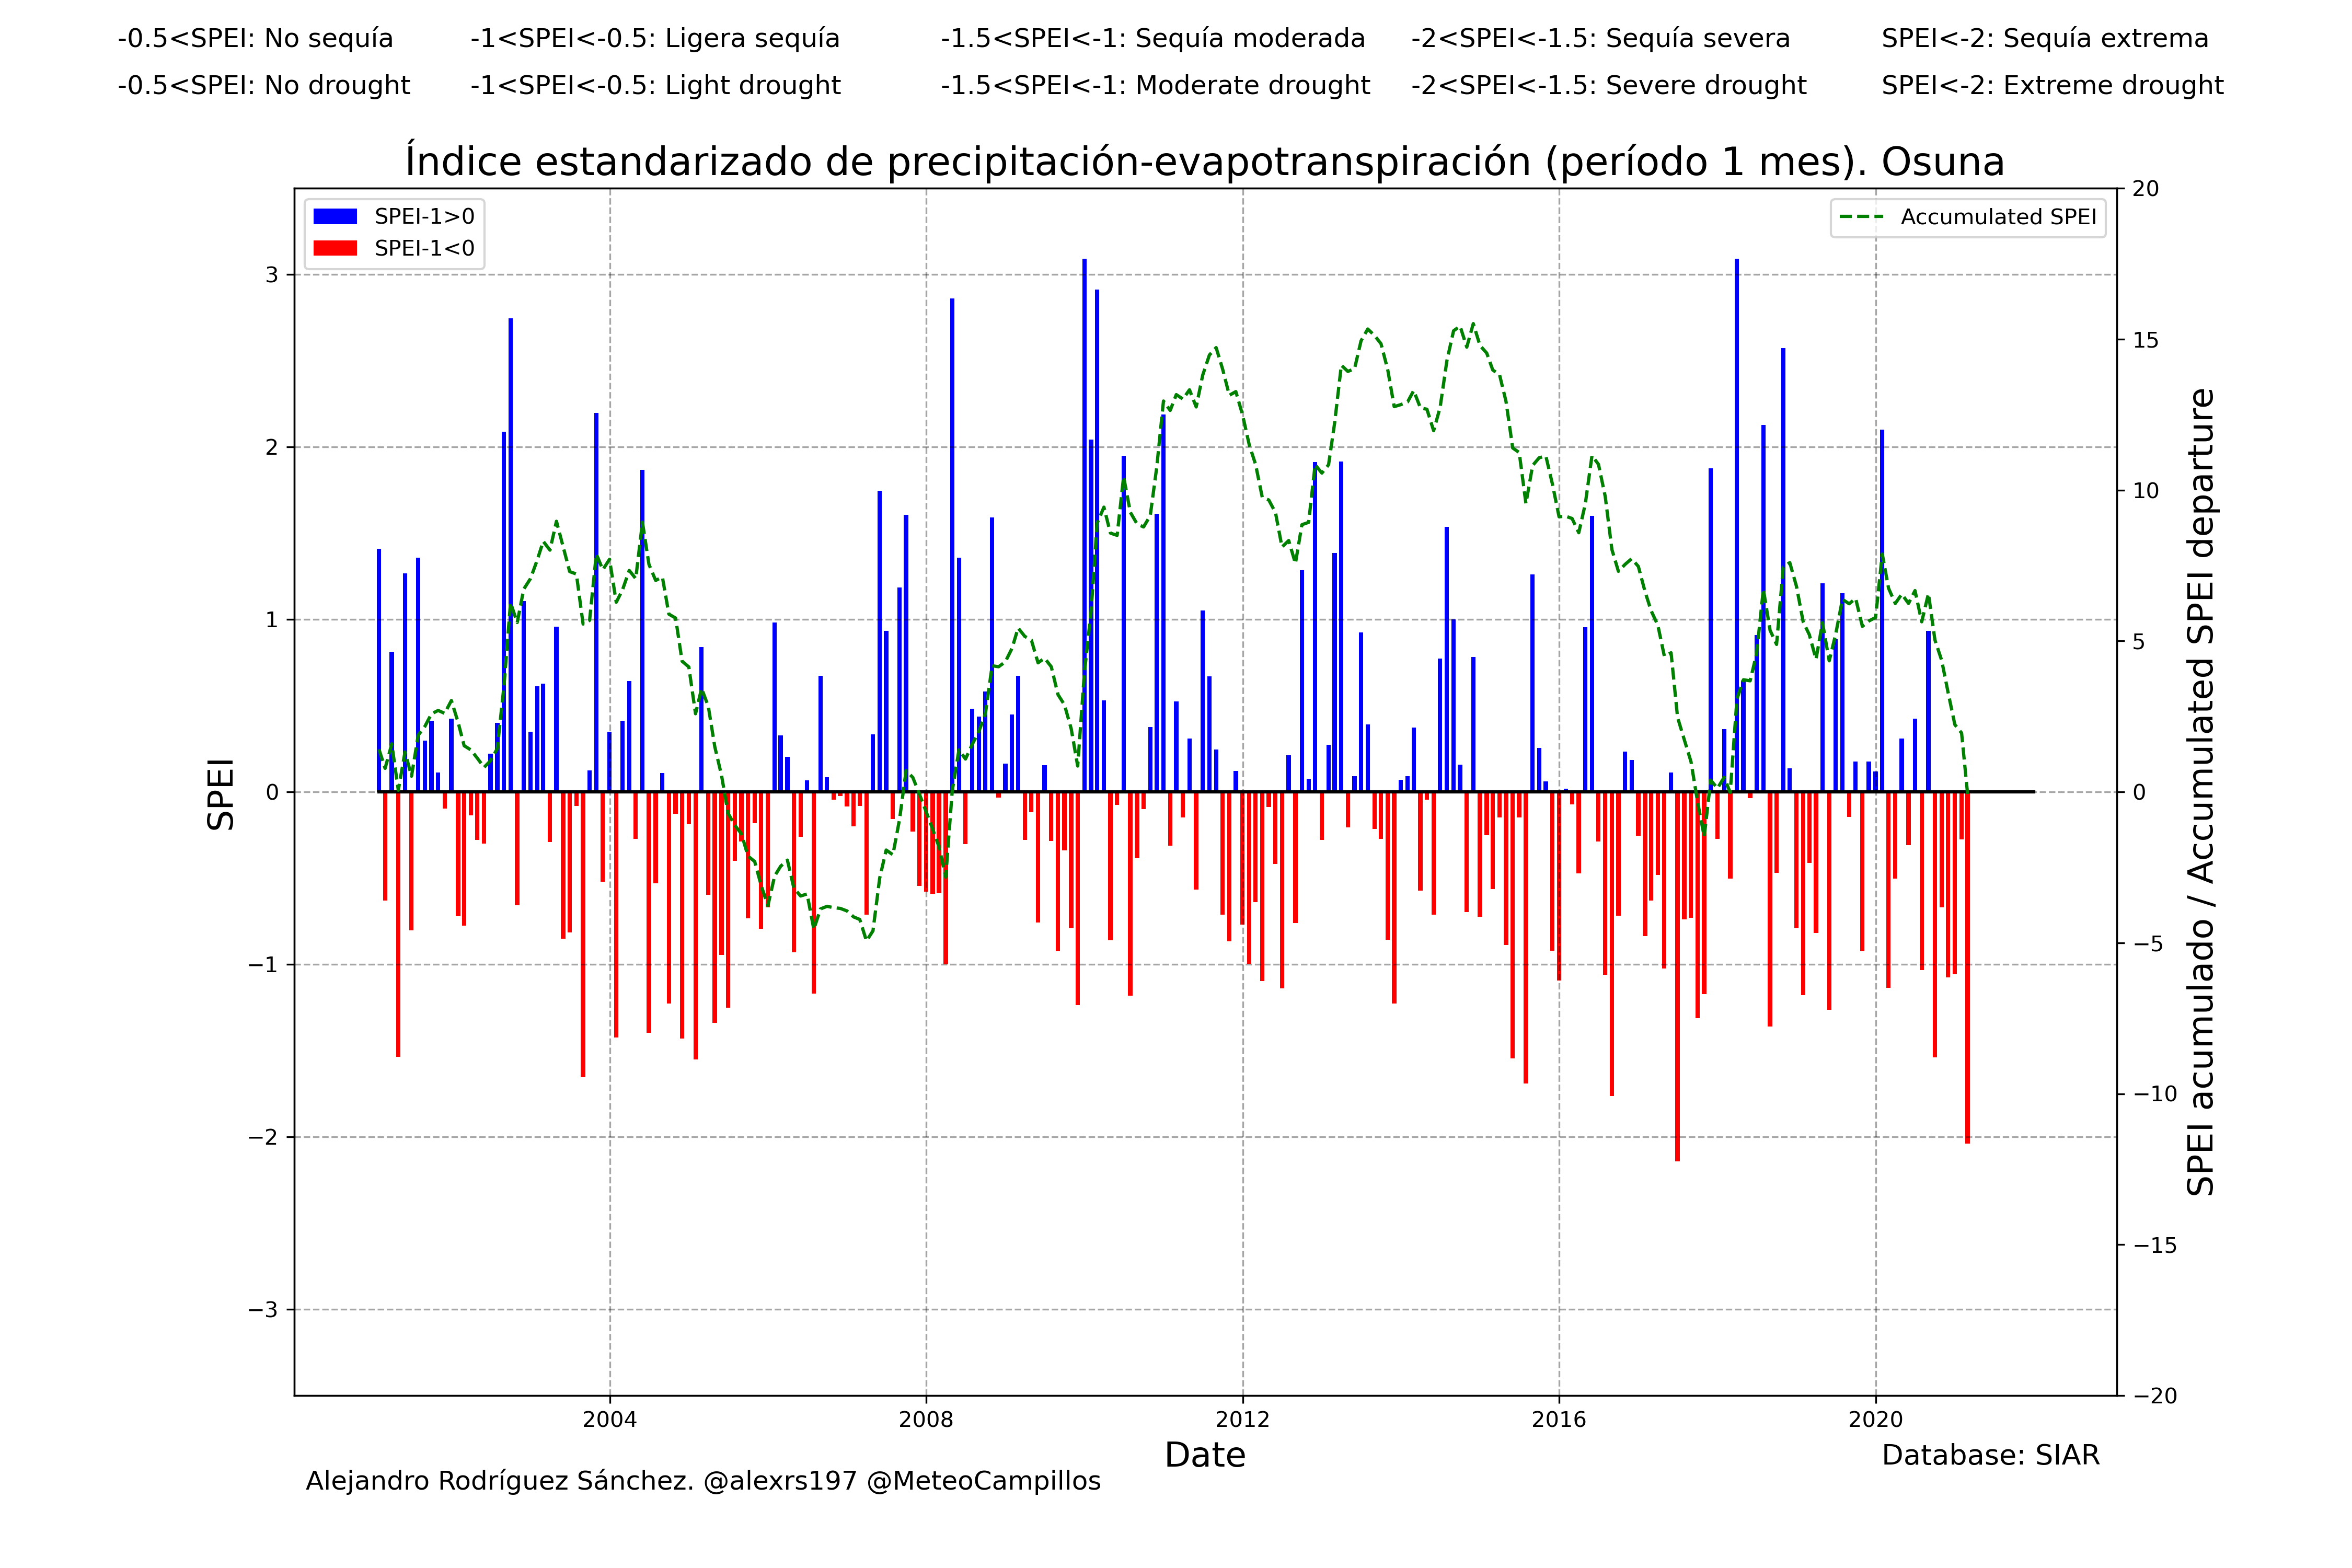 -0.5<SPEI: No sequía -1<SPEI<-0.5: Ligera sequía -1.5<SPEI<-1: Sequía moderada -2<SPEI<-1.5: Sequía severa SPEI<-2: Sequía extrema
-0.5<SPEI: No drought -1<SPEI<-0.5: Light drought -1.5<SPEI<-1: Moderate drought -2<SPEI<-1.5: Severe drought SPEI<-2: Extreme drought
Índice estandarizado de precipitación-evapotranspiración (período 1 mes). Osuna
SPEI-1>0
SPEI-1<0
Accumulated SPEI
SPEI
3
2
1
0
−1
−2
−3
20
15
10
5
0
−5
−10
−15
−20
SPEI acumulado / Accumulated SPEI departure
2004 2008 2012 2016 2020
Date
Database: SIAR
Alejandro Rodríguez Sánchez. @alexrs197 @MeteoCampillos